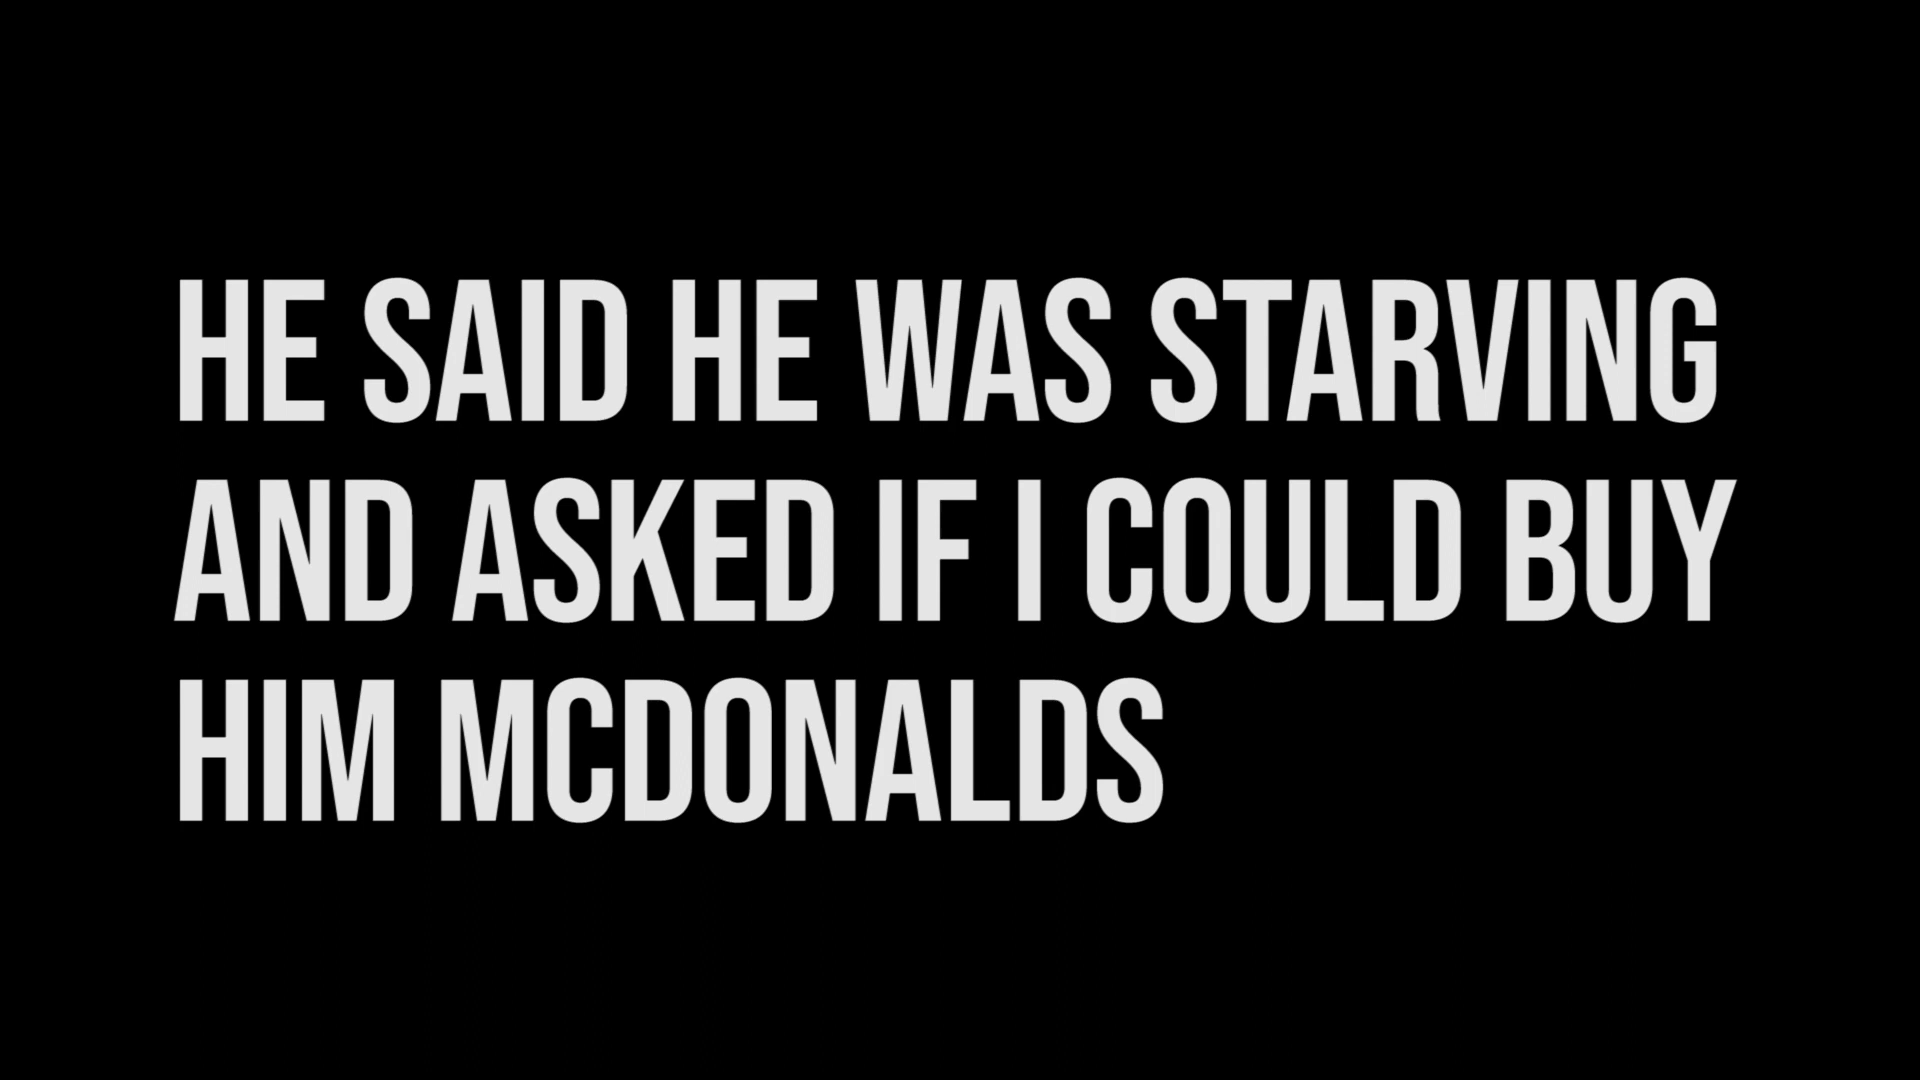 HE SAID HE WAS STARVING
AND ASKED IF I COULD BUY
HIM MCDONALDS